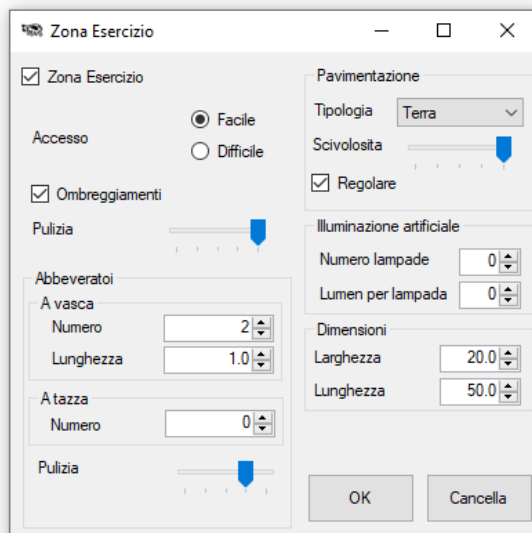 Zona Esercizio
Zona Esercizio
Accesso
Facile
Difficile
Ombreggiamenti
Pulizia
Abbeveratoi
A vasca
Numero 2
Lunghezza 1.0
A tazza
Numero 0
Pulizia
Pavimentazione
Tipologia Terra
Scivolosita
Regolare
Illuminazione artificiale
Numero lampade 0
Lumen per lampada 0
Dimensioni
Larghezza 20.0
Lunghezza 50.0
OK Cancella